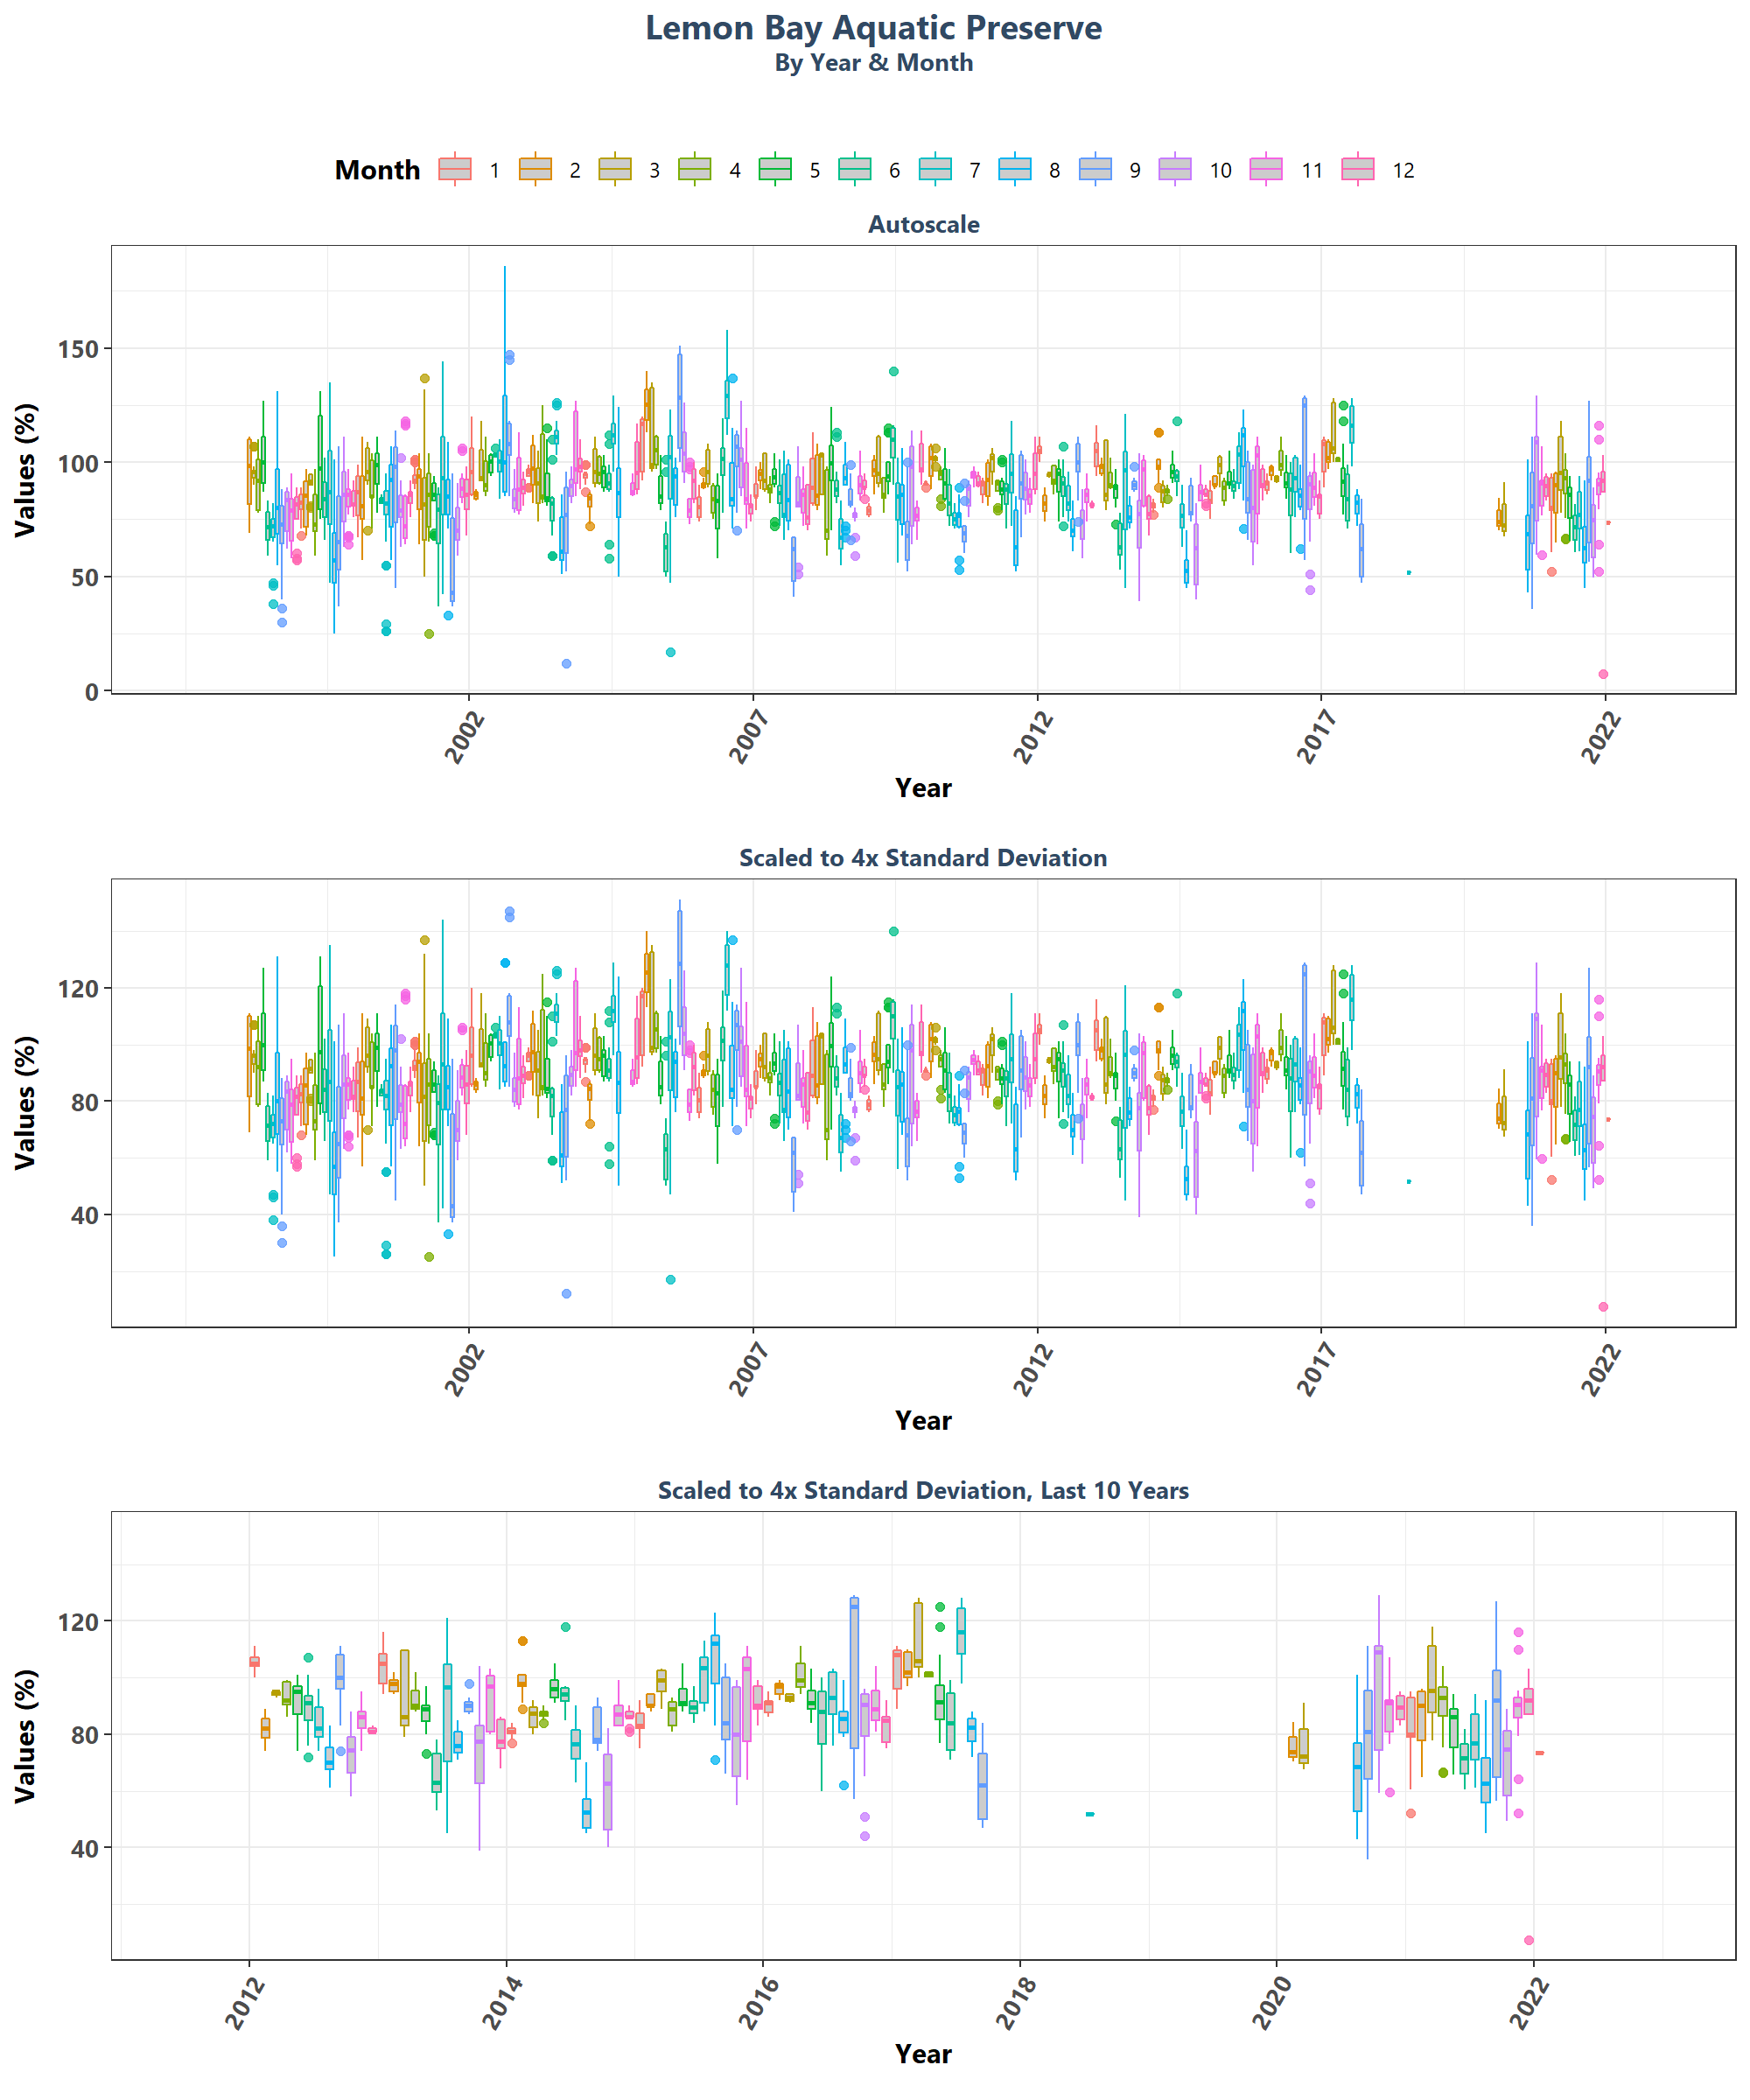 Lemon Bay Aquatic Preserve
By Year & Month
Month 1 2 3 4 5 6 7 8 9 10 11 12
Autoscale
Values (%)
150
100
50
0
2002 2007 2012 2017 2022
Year
Scaled to 4x Standard Deviation
Values (%)
120
80
40
2002 2007 2012 2017 2022
Year
Scaled to 4x Standard Deviation, Last 10 Years
Values (%)
120
80
40
2012 2014 2016 2018 2020 2022
Year